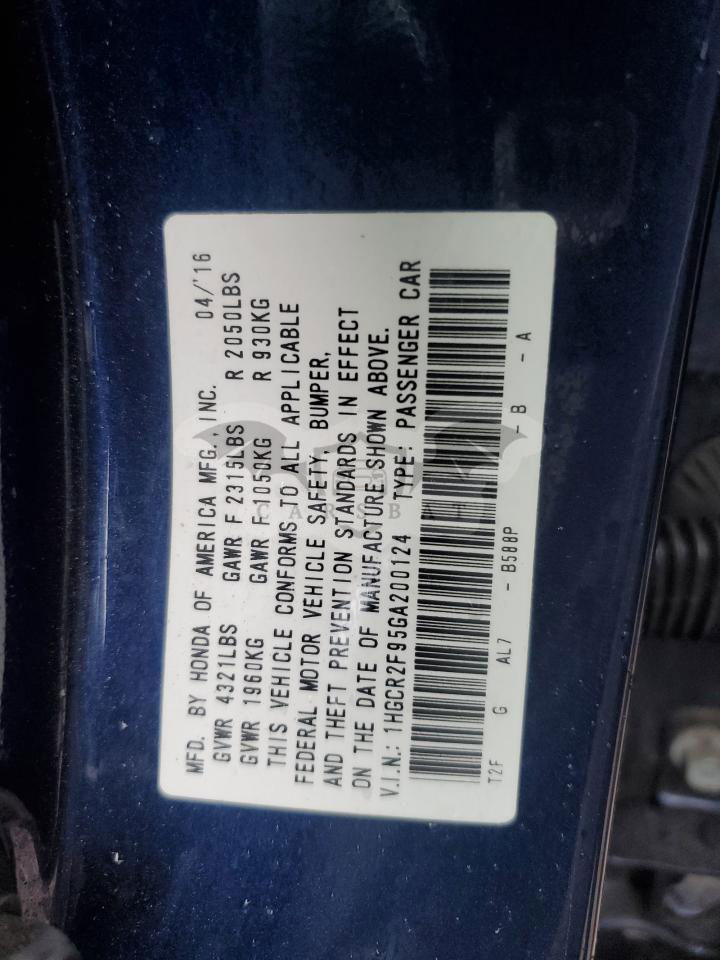 MFD. BY HONDA OF AMERICA MFG., INC. 04/'16
GVWR 4321LBS GAWR F 2315LBS R 2050LBS
GVWR 1960KG GAWR F 1050KG R 930KG
THIS VEHICLE CONFORMS TO ALL APPLICABLE
FEDERAL MOTOR VEHICLE SAFETY, BUMPER,
AND THEFT PREVENTION STANDARDS IN EFFECT
ON THE DATE OF MANUFACTURE SHOWN ABOVE.
V.I.N.: 1HGCR2F95GA200124 TYPE: PASSENGER CAR
T2F G AL7 - B588P - B - A
CARSBAT